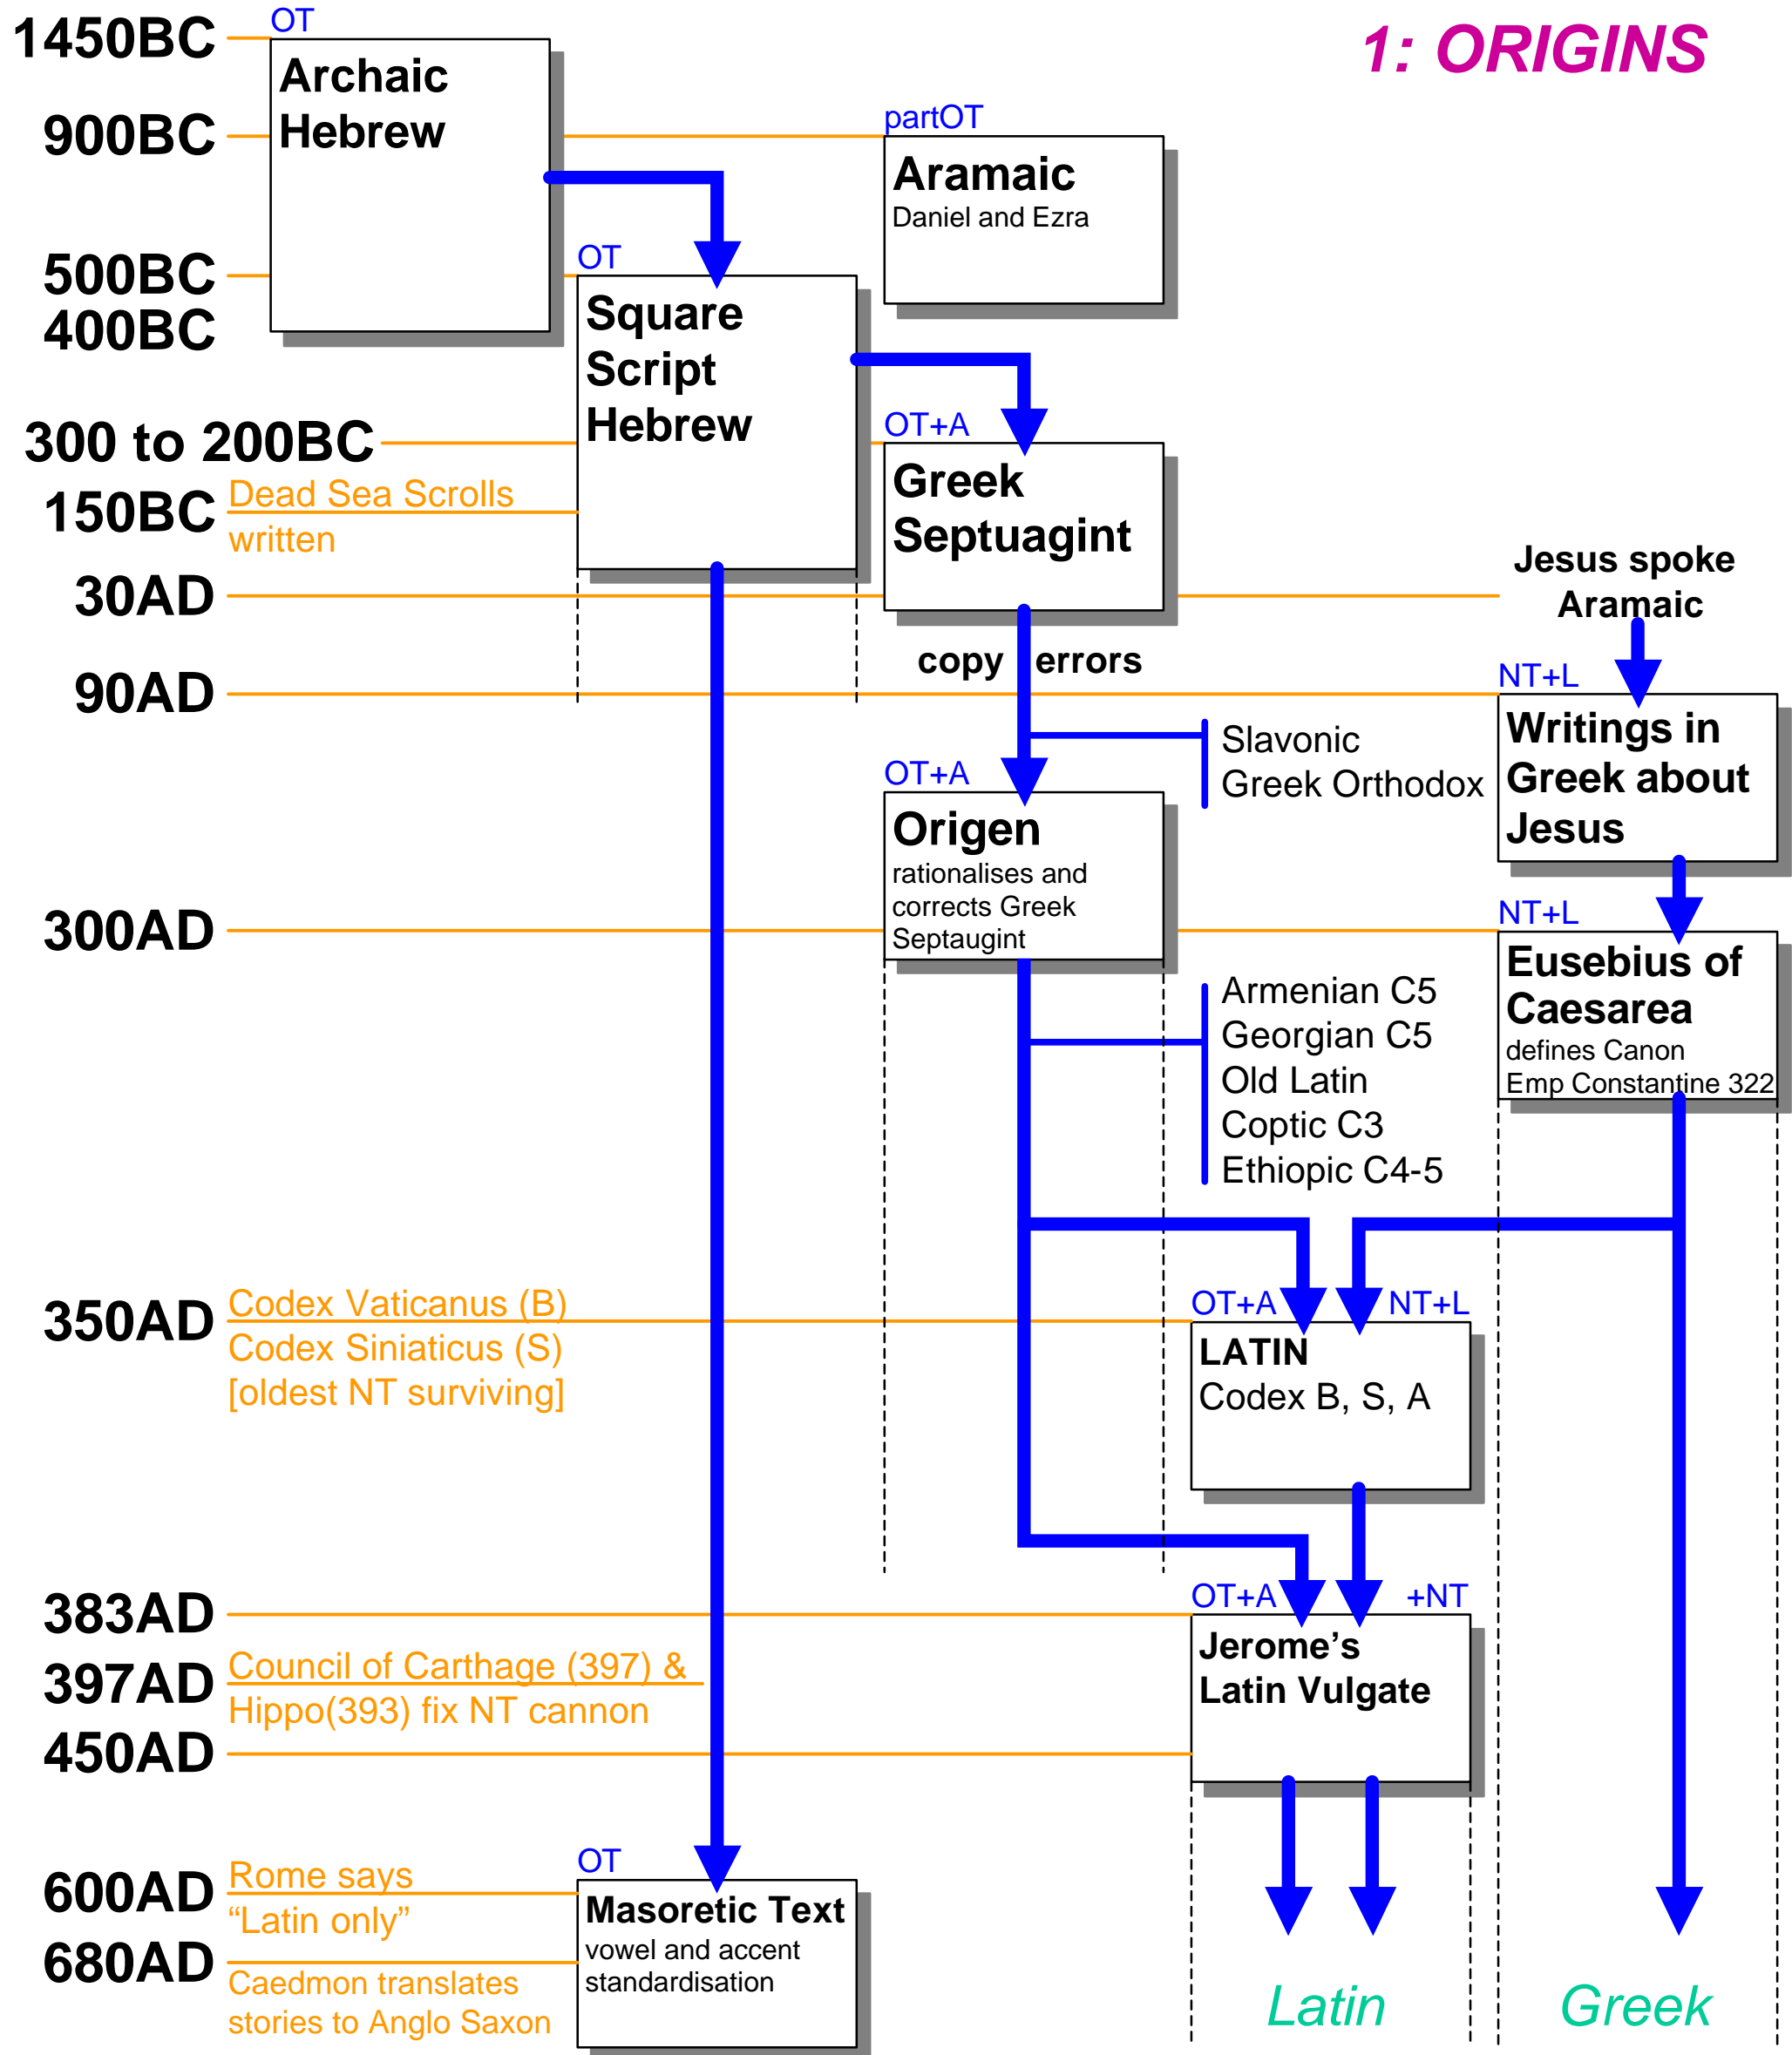 1: ORIGINS
1450BC
OT
Archaic
Hebrew
900BC
partOT
Aramaic
Daniel and Ezra
500BC
400BC
OT
Square
Script
Hebrew
300 to 200BC
OT+A
Greek
Septuagint
150BC
Dead Sea Scrolls
written
30AD
Jesus spoke
Aramaic
copy errors
90AD
NT+L
Writings in
Greek about
Jesus
Slavonic
Greek Orthodox
OT+A
Origen
rationalises and
corrects Greek
Septaugint
300AD
NT+L
Eusebius of
Caesarea
defines Canon
Emp Constantine 322
Armenian C5
Georgian C5
Old Latin
Coptic C3
Ethiopic C4-5
350AD
Codex Vaticanus (B)
Codex Siniaticus (S)
[oldest NT surviving]
OT+A
NT+L
LATIN
Codex B, S, A
383AD
OT+A
+NT
Jerome’s
Latin Vulgate
397AD
Council of Carthage (397) &
Hippo(393) fix NT cannon
450AD
600AD
Rome says
“Latin only”
OT
Masoretic Text
vowel and accent
standardisation
680AD
Caedmon translates
stories to Anglo Saxon
Latin
Greek